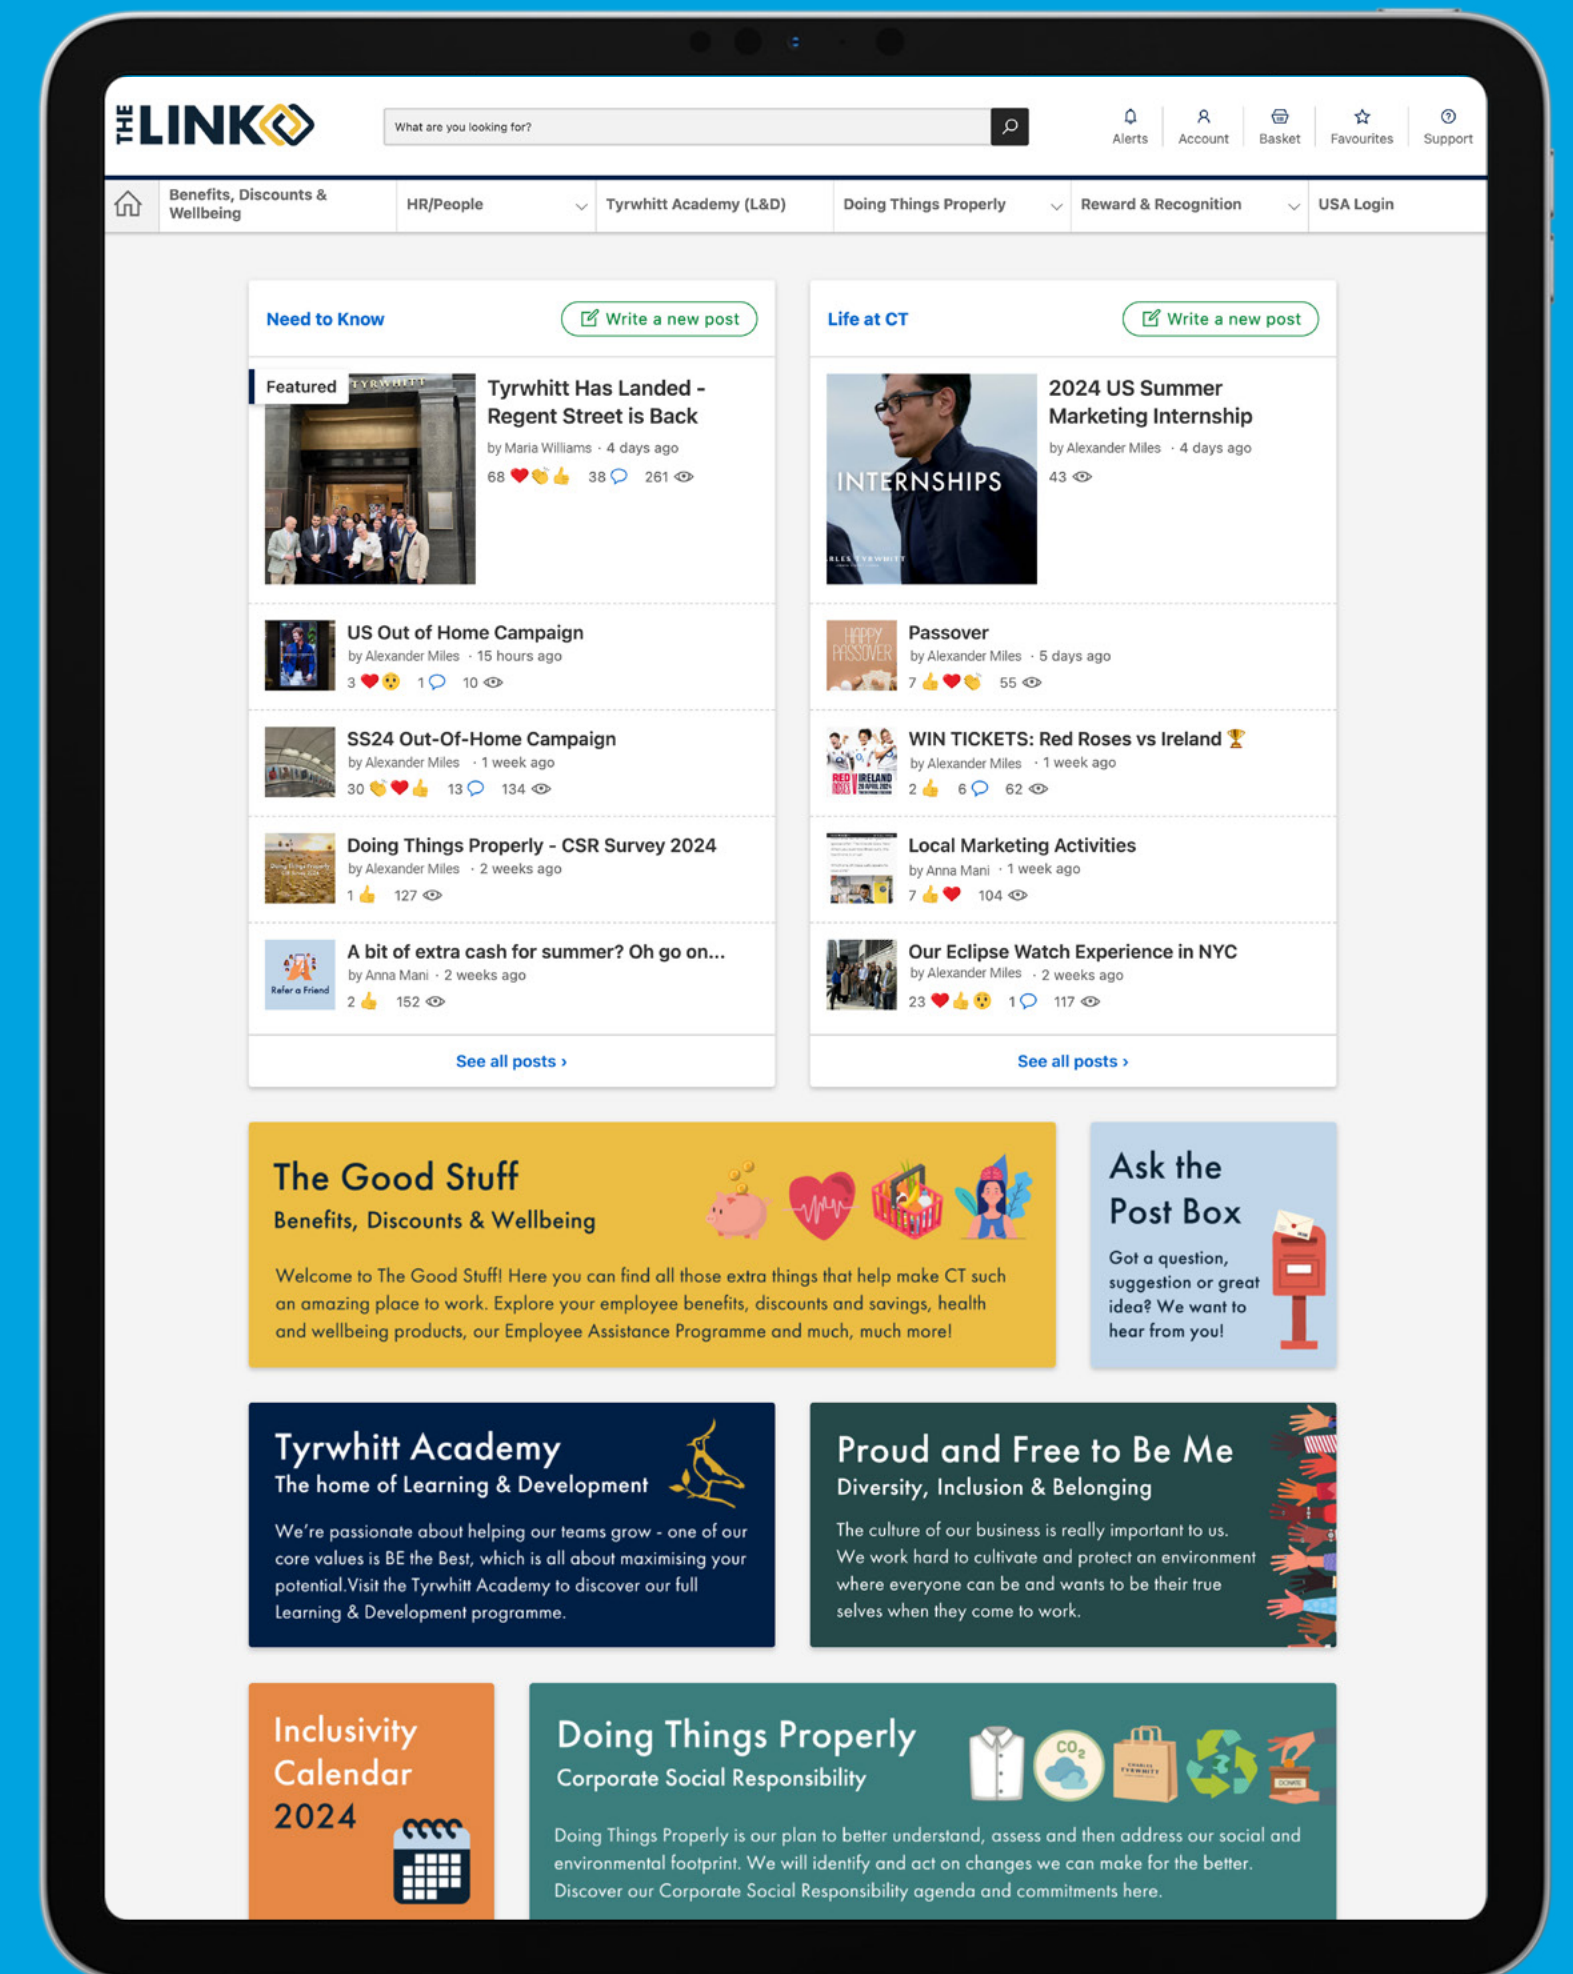 THE LINK
What are you looking for?
Alerts
Account
Basket
Favourites
Support
Benefits, Discounts &
Wellbeing
HR/People
Tyrwhitt Academy (L&D)
Doing Things Properly
Reward & Recognition
USA Login
Need to Know
Write a new post
Featured
TYRWHITT
Tyrwhitt Has Landed -
Regent Street is Back
by Maria Williams · 4 days ago
68 38 261
US Out of Home Campaign
by Alexander Miles · 15 hours ago
3 1 10
SS24 Out-Of-Home Campaign
by Alexander Miles · 1 week ago
30 13 134
Doing Things Properly
CSR Survey 2024
Doing Things Properly - CSR Survey 2024
by Alexander Miles · 2 weeks ago
1 127
Refer a Friend
A bit of extra cash for summer? Oh go on...
by Anna Mani · 2 weeks ago
2 152
See all posts ›
Life at CT
Write a new post
INTERNSHIPS
RLES TYRWHITT
2024 US Summer
Marketing Internship
by Alexander Miles · 4 days ago
43
HAPPY
PASSOVER
Passover
by Alexander Miles · 5 days ago
7 55
RED ROSES V IRELAND
WIN TICKETS: Red Roses vs Ireland 🏆
by Alexander Miles · 1 week ago
2 6 62
Local Marketing Activities
by Anna Mani · 1 week ago
7 104
Our Eclipse Watch Experience in NYC
by Alexander Miles · 2 weeks ago
23 1 117
See all posts ›
The Good Stuff
Benefits, Discounts & Wellbeing
Welcome to The Good Stuff! Here you can find all those extra things that help make CT such
an amazing place to work. Explore your employee benefits, discounts and savings, health
and wellbeing products, our Employee Assistance Programme and much, much more!
Ask the
Post Box
Got a question,
suggestion or great
idea? We want to
hear from you!
Tyrwhitt Academy
The home of Learning & Development
We're passionate about helping our teams grow - one of our
core values is BE the Best, which is all about maximising your
potential.Visit the Tyrwhitt Academy to discover our full
Learning & Development programme.
Proud and Free to Be Me
Diversity, Inclusion & Belonging
The culture of our business is really important to us.
We work hard to cultivate and protect an environment
where everyone can be and wants to be their true
selves when they come to work.
Inclusivity
Calendar
2024
Doing Things Properly
Corporate Social Responsibility
CO2
CHARLES
TYRWHITT
DONATE
Doing Things Properly is our plan to better understand, assess and then address our social and
environmental footprint. We will identify and act on changes we can make for the better.
Discover our Corporate Social Responsibility agenda and commitments here.